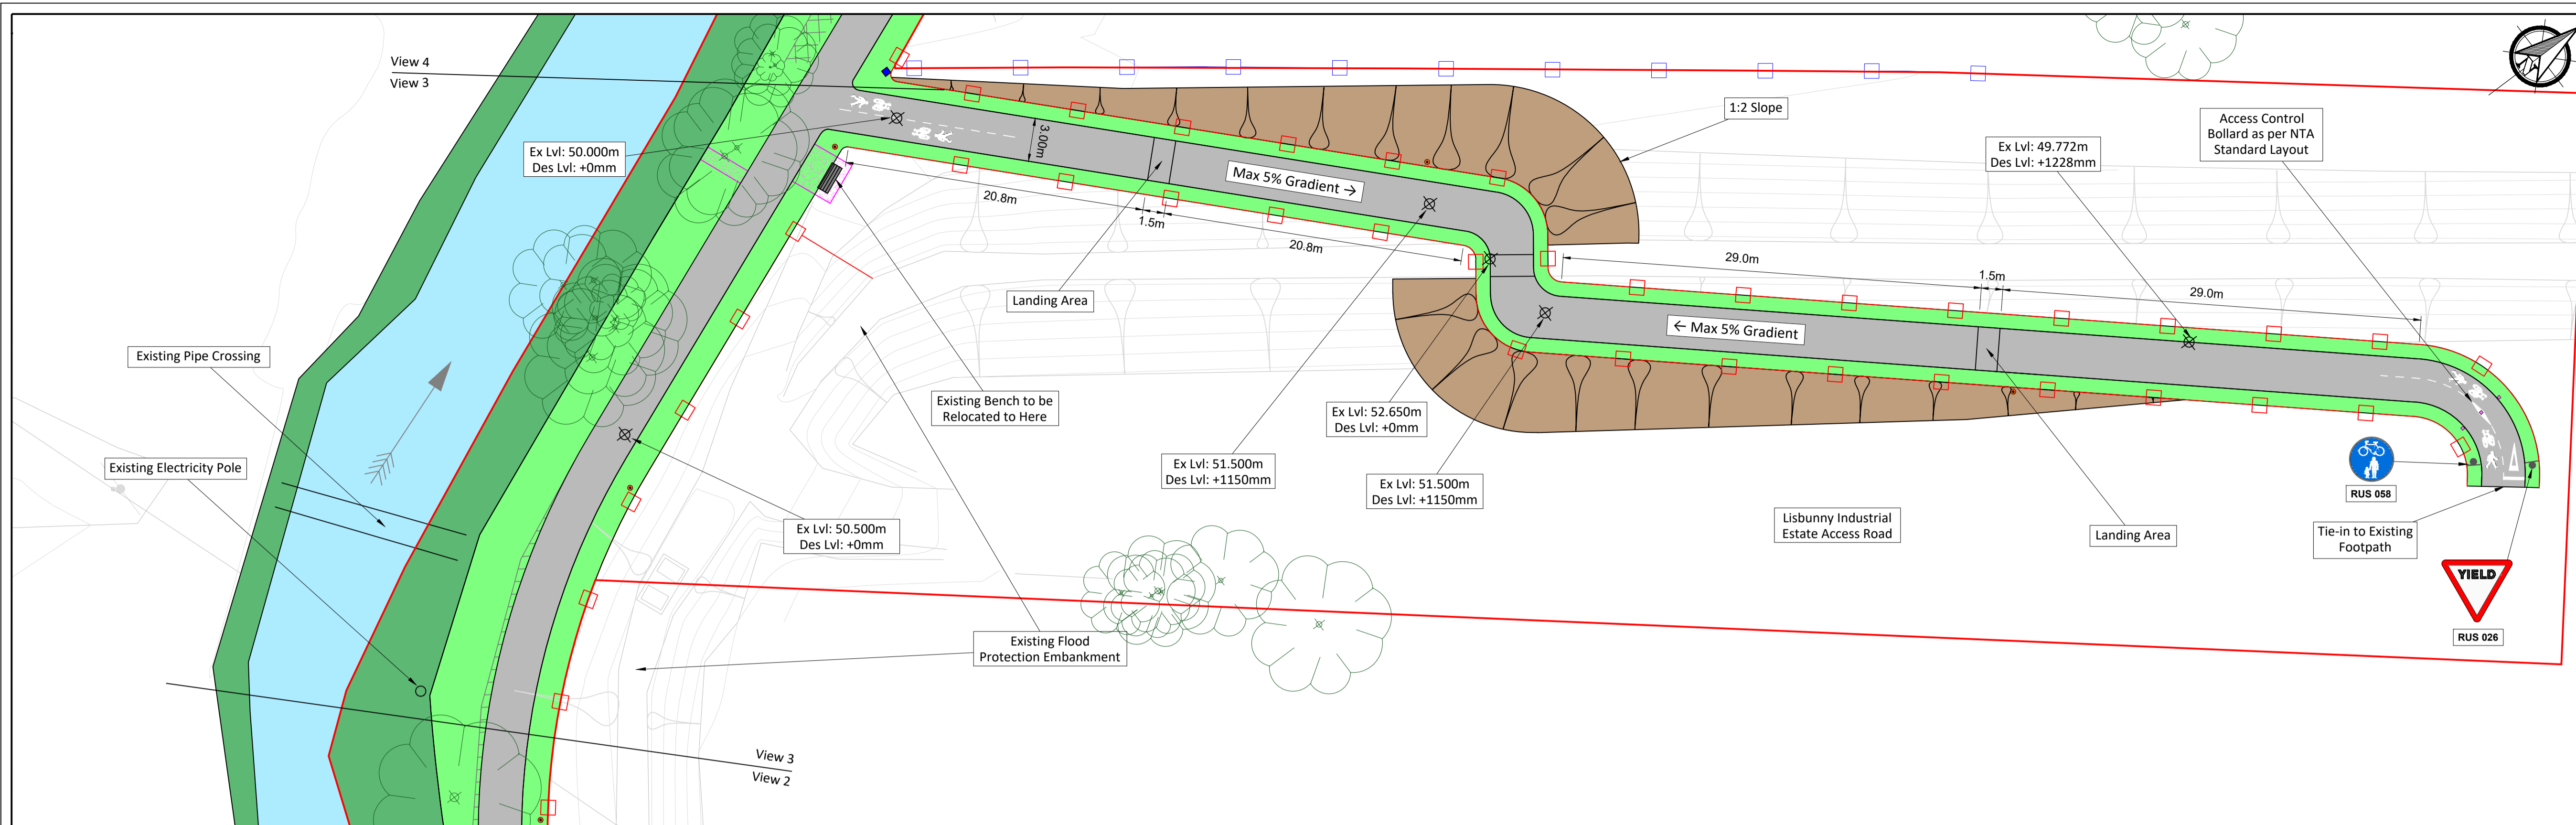 View 4
View 3
Ex Lvl: 50.000m
Des Lvl: +0mm
3.000m
1:2 Slope
Access Control
Bollard as per NTA
Standard Layout
Ex Lvl: 49.772m
Des Lvl: +1228mm
Max 5% Gradient →
20.8m
1.5m
20.8m
29.0m
1.5m
29.0m
Landing Area
← Max 5% Gradient
Existing Pipe Crossing
Existing Bench to be
Relocated to Here
Ex Lvl: 52.650m
Des Lvl: +0mm
Existing Electricity Pole
Ex Lvl: 51.500m
Des Lvl: +1150mm
Ex Lvl: 51.500m
Des Lvl: +1150mm
RUS 058
Ex Lvl: 50.500m
Des Lvl: +0mm
Lisbunny Industrial
Estate Access Road
Landing Area
Tie-in to Existing
Footpath
YIELD
RUS 026
Existing Flood
Protection Embankment
View 3
View 2